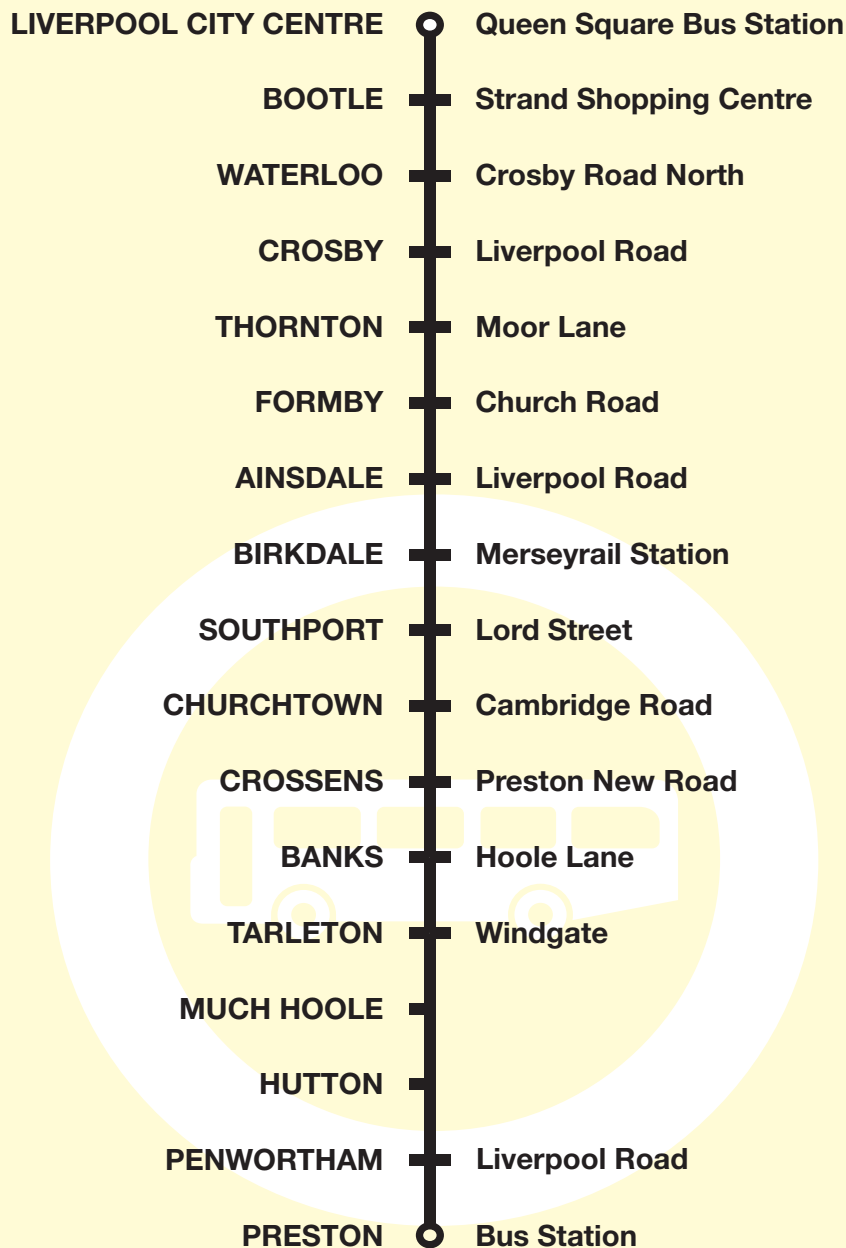 LIVERPOOL CITY CENTRE Queen Square Bus Station
BOOTLE Strand Shopping Centre
WATERLOO Crosby Road North
CROSBY Liverpool Road
THORNTON Moor Lane
FORMBY Church Road
AINSDALE Liverpool Road
BIRKDALE Merseyrail Station
SOUTHPORT Lord Street
CHURCHTOWN Cambridge Road
CROSSENS Preston New Road
BANKS Hoole Lane
TARLETON Windgate
MUCH HOOLE
HUTTON
PENWORTHAM Liverpool Road
PRESTON Bus Station